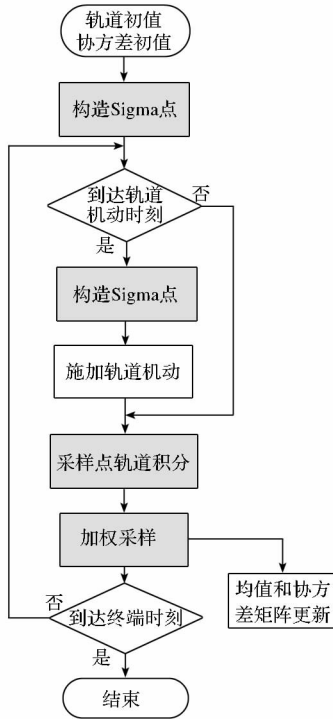 轨道初值
协方差初值
构造Sigma点
到达轨道
机动时刻
否
是
构造Sigma点
施加轨道机动
采样点轨道积分
加权采样
均值和协方
差矩阵更新
否
到达终端时刻
是
结束